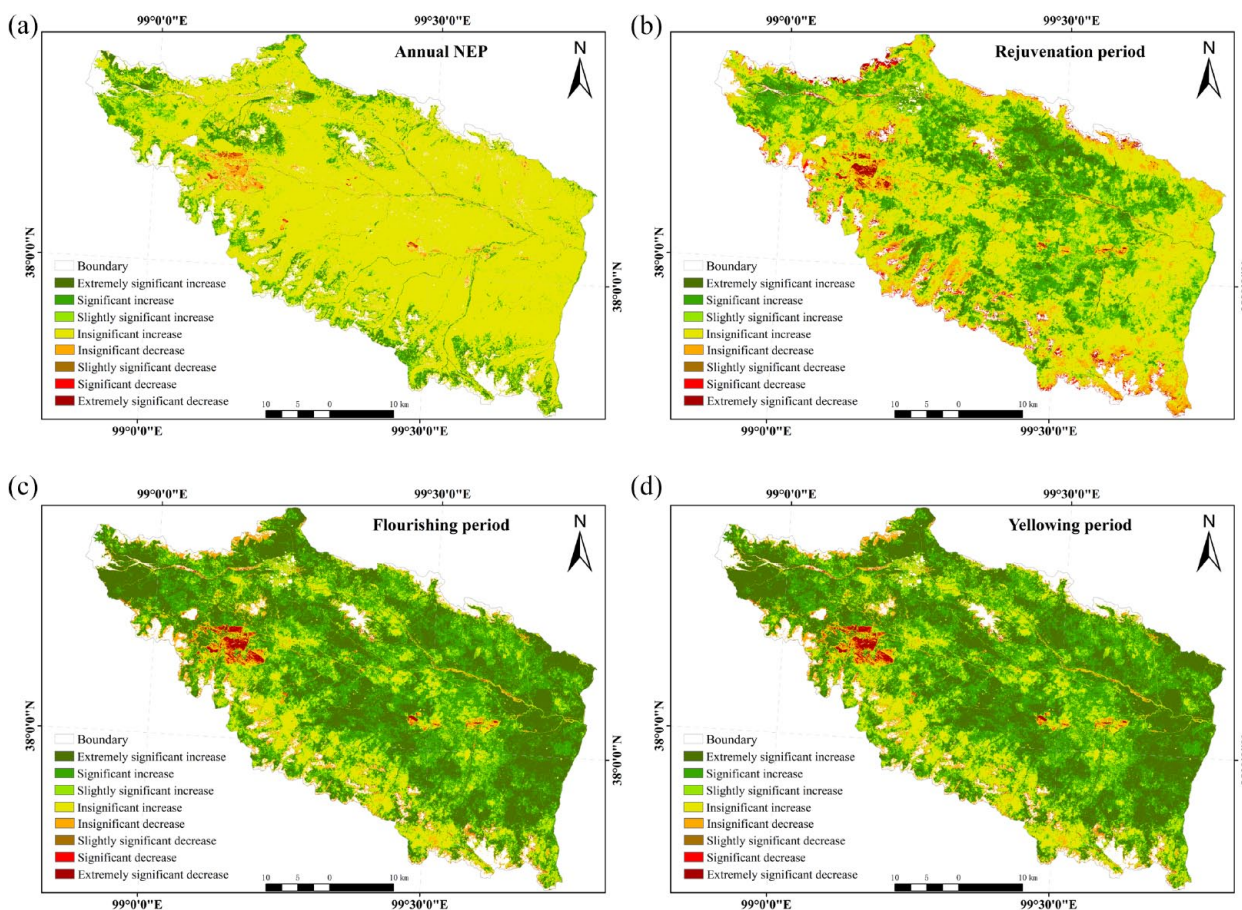 (a)
99°0'0"E 99°30'0"E
Annual NEP
N
38°0'0"N
38°0'0"N
Boundary
Extremely significant increase
Significant increase
Slightly significant increase
Insignificant increase
Insignificant decrease
Slightly significant decrease
Significant decrease
Extremely significant decrease
10 5 0 10 km
99°0'0"E 99°30'0"E
(b)
99°0'0"E 99°30'0"E
Rejuvenation period
N
Boundary
Extremely significant increase
Significant increase
Slightly significant increase
Insignificant increase
Insignificant decrease
Slightly significant decrease
Significant decrease
Extremely significant decrease
10 5 0 10 km
99°0'0"E 99°30'0"E
(c)
99°0'0"E 99°30'0"E
Flourishing period
N
38°0'0"N
38°0'0"N
Boundary
Extremely significant increase
Significant increase
Slightly significant increase
Insignificant increase
Insignificant decrease
Slightly significant decrease
Significant decrease
Extremely significant decrease
10 5 0 10 km
99°0'0"E 99°30'0"E
(d)
99°0'0"E 99°30'0"E
Yellowing period
N
Boundary
Extremely significant increase
Significant increase
Slightly significant increase
Insignificant increase
Insignificant decrease
Slightly significant decrease
Significant decrease
Extremely significant decrease
10 5 0 10 km
99°0'0"E 99°30'0"E